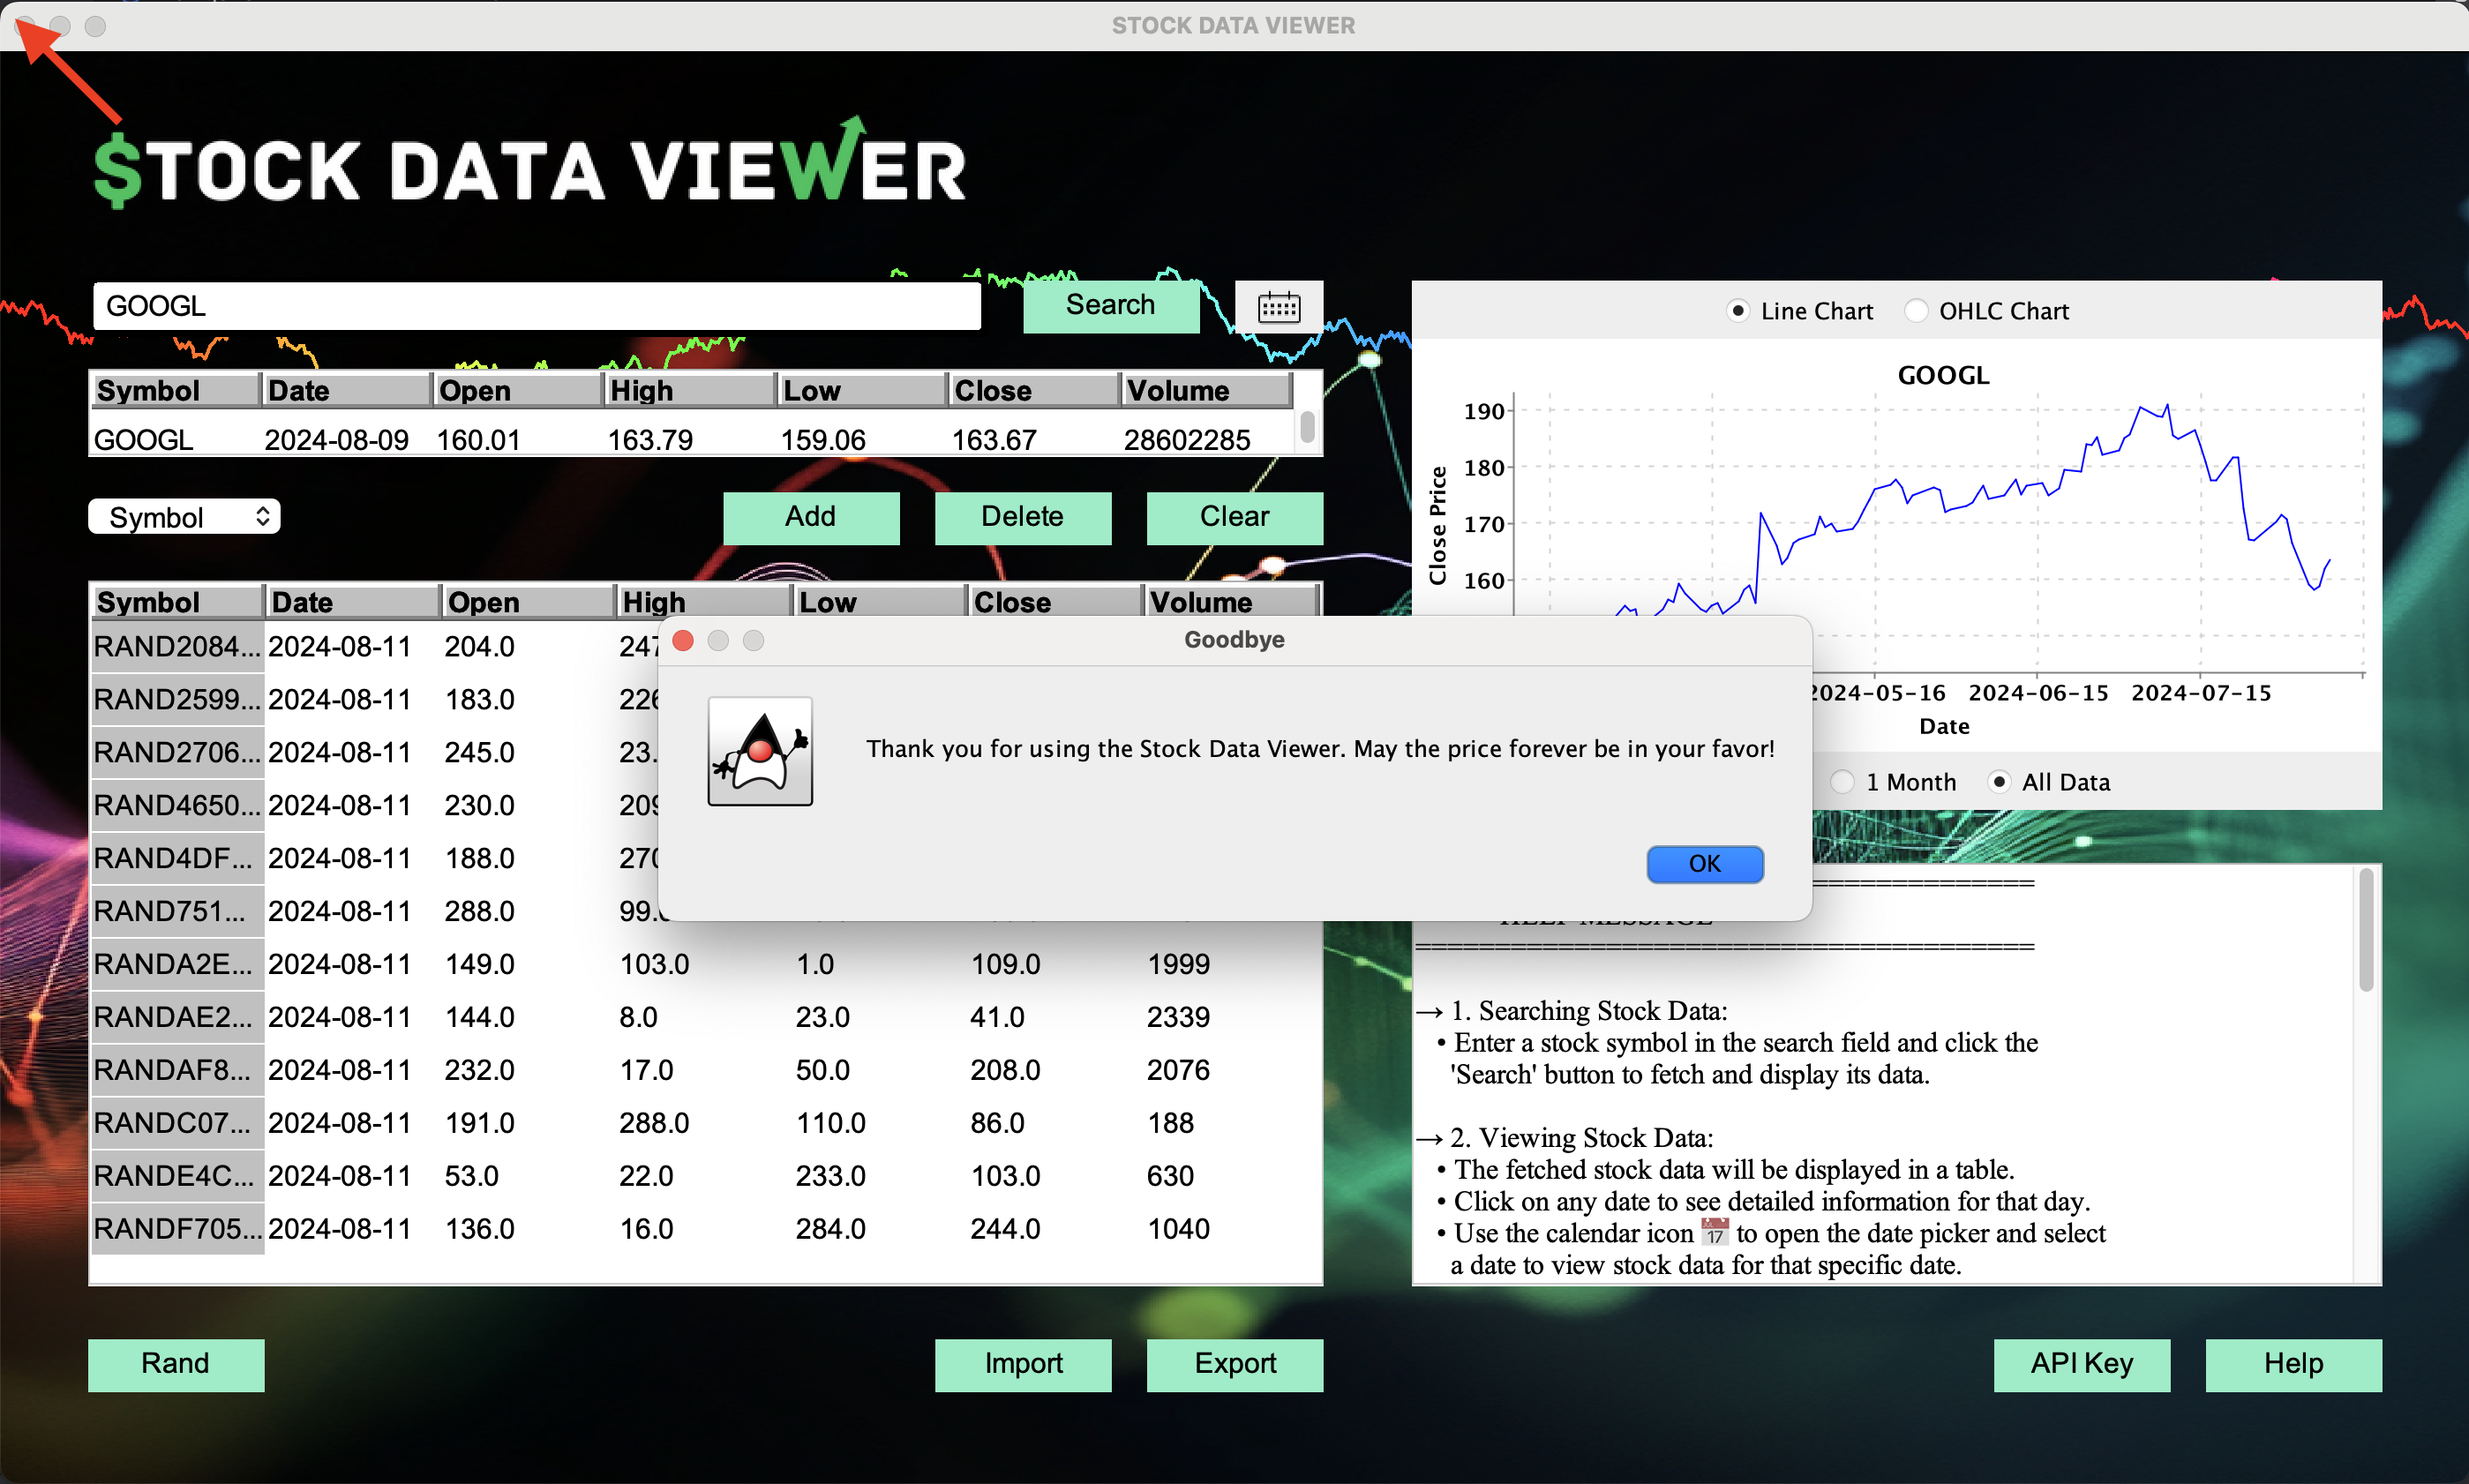 STOCK DATA VIEWER
$TOCK DATA VIEWER
GOOGL
Search
Symbol Date Open High Low Close Volume
GOOGL 2024-08-09 160.01 163.79 159.06 163.67 28602285
Symbol
Add Delete Clear
Symbol Date Open High Low Close Volume
RAND2084... 2024-08-11 204.0 247
RAND2599... 2024-08-11 183.0 226
RAND2706... 2024-08-11 245.0 23.
RAND4650... 2024-08-11 230.0 209
RAND4DF... 2024-08-11 188.0 270
RAND751... 2024-08-11 288.0 99.
RANDA2E... 2024-08-11 149.0 103.0 1.0 109.0 1999
RANDAE2... 2024-08-11 144.0 8.0 23.0 41.0 2339
RANDAF8... 2024-08-11 232.0 17.0 50.0 208.0 2076
RANDC07... 2024-08-11 191.0 288.0 110.0 86.0 188
RANDE4C... 2024-08-11 53.0 22.0 233.0 103.0 630
RANDF705... 2024-08-11 136.0 16.0 284.0 244.0 1040
Goodbye
Thank you for using the Stock Data Viewer. May the price forever be in your favor!
OK
Line Chart OHLC Chart
GOOGL
190
180
170
160
Close Price
2024-05-16 2024-06-15 2024-07-15
Date
1 Month All Data
HELP MESSAGE
→ 1. Searching Stock Data:
• Enter a stock symbol in the search field and click the
'Search' button to fetch and display its data.
→ 2. Viewing Stock Data:
• The fetched stock data will be displayed in a table.
• Click on any date to see detailed information for that day.
• Use the calendar icon 📅 to open the date picker and select
a date to view stock data for that specific date.
Rand Import Export API Key Help